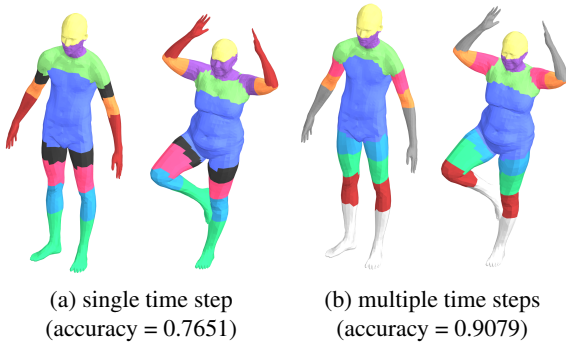 (a) single time step
(accuracy = 0.7651)
(b) multiple time steps
(accuracy = 0.9079)